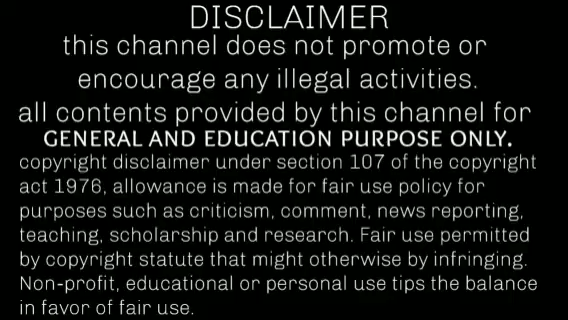 DISCLAIMER
this channel does not promote or
encourage any illegal activities.
all contents provided by this channel for
GENERAL AND EDUCATION PURPOSE ONLY.
copyright disclaimer under section 107 of the copyright
act 1976, allowance is made for fair use policy for
purposes such as criticism, comment, news reporting,
teaching, scholarship and research. Fair use permitted
by copyright statute that might otherwise by infringing.
Non-profit, educational or personal use tips the balance
in favor of fair use.